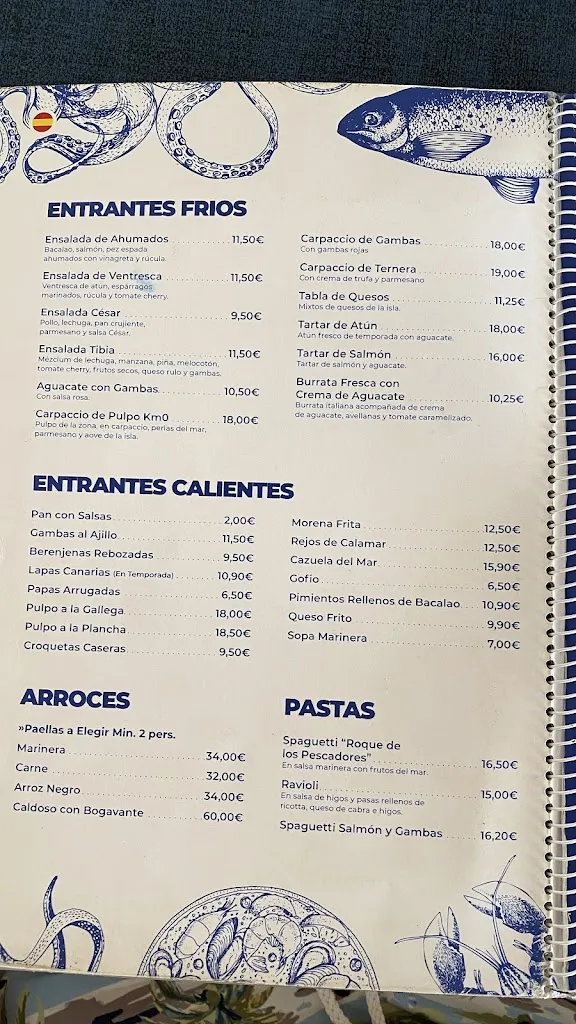 ENTRANTES FRIOS
Ensalada de Ahumados 11,50€
Bacalao, salmón, pez espada
ahumados con vinagreta y rúcula.
Ensalada de Ventresca 11,50€
Ventresca de atún, espárragos
marinados, rúcula y tomate cherry.
Ensalada César 9,50€
Pollo, lechuga, pan crujiente,
parmesano y salsa César.
Ensalada Tibia 11,50€
Mézclum de lechuga, manzana, piña, melocotón,
tomate cherry, frutos secos, queso rulo y gambas.
Aguacate con Gambas 10,50€
Con salsa rosa.
Carpaccio de Pulpo Km0 18,00€
Pulpo de la zona, en carpaccio, perlas del mar,
parmesano y aove de la isla.
Carpaccio de Gambas 18,00€
Con gambas rojas
Carpaccio de Ternera 19,00€
Con crema de trufa y parmesano
Tabla de Quesos 11,25€
Mixtos de quesos de la isla.
Tartar de Atún 18,00€
Atún fresco de temporada con aguacate.
Tartar de Salmón 16,00€
Tartar de salmón y aguacate.
Burrata Fresca con
Crema de Aguacate 10,25€
Burrata italiana acompañada de crema
de aguacate, avellanas y tomate caramelizado.
ENTRANTES CALIENTES
Pan con Salsas 2,00€
Gambas al Ajillo 11,50€
Berenjenas Rebozadas 9,50€
Lapas Canarias (En Temporada) 10,90€
Papas Arrugadas 6,50€
Pulpo a la Gallega 18,00€
Pulpo a la Plancha 18,50€
Croquetas Caseras 9,50€
Morena Frita 12,50€
Rejos de Calamar 12,50€
Cazuela del Mar 15,90€
Gofio 6,50€
Pimientos Rellenos de Bacalao 10,90€
Queso Frito 9,90€
Sopa Marinera 7,00€
ARROCES
»Paellas a Elegir Min. 2 pers.
Marinera 34,00€
Carne 32,00€
Arroz Negro 34,00€
Caldoso con Bogavante 60,00€
PASTAS
Spaguetti “Roque de
los Pescadores” 16,50€
En salsa marinera con frutos del mar.
Ravioli 15,00€
En salsa de higos y pasas rellenos de
ricotta, queso de cabra e higos.
Spaguetti Salmón y Gambas 16,20€